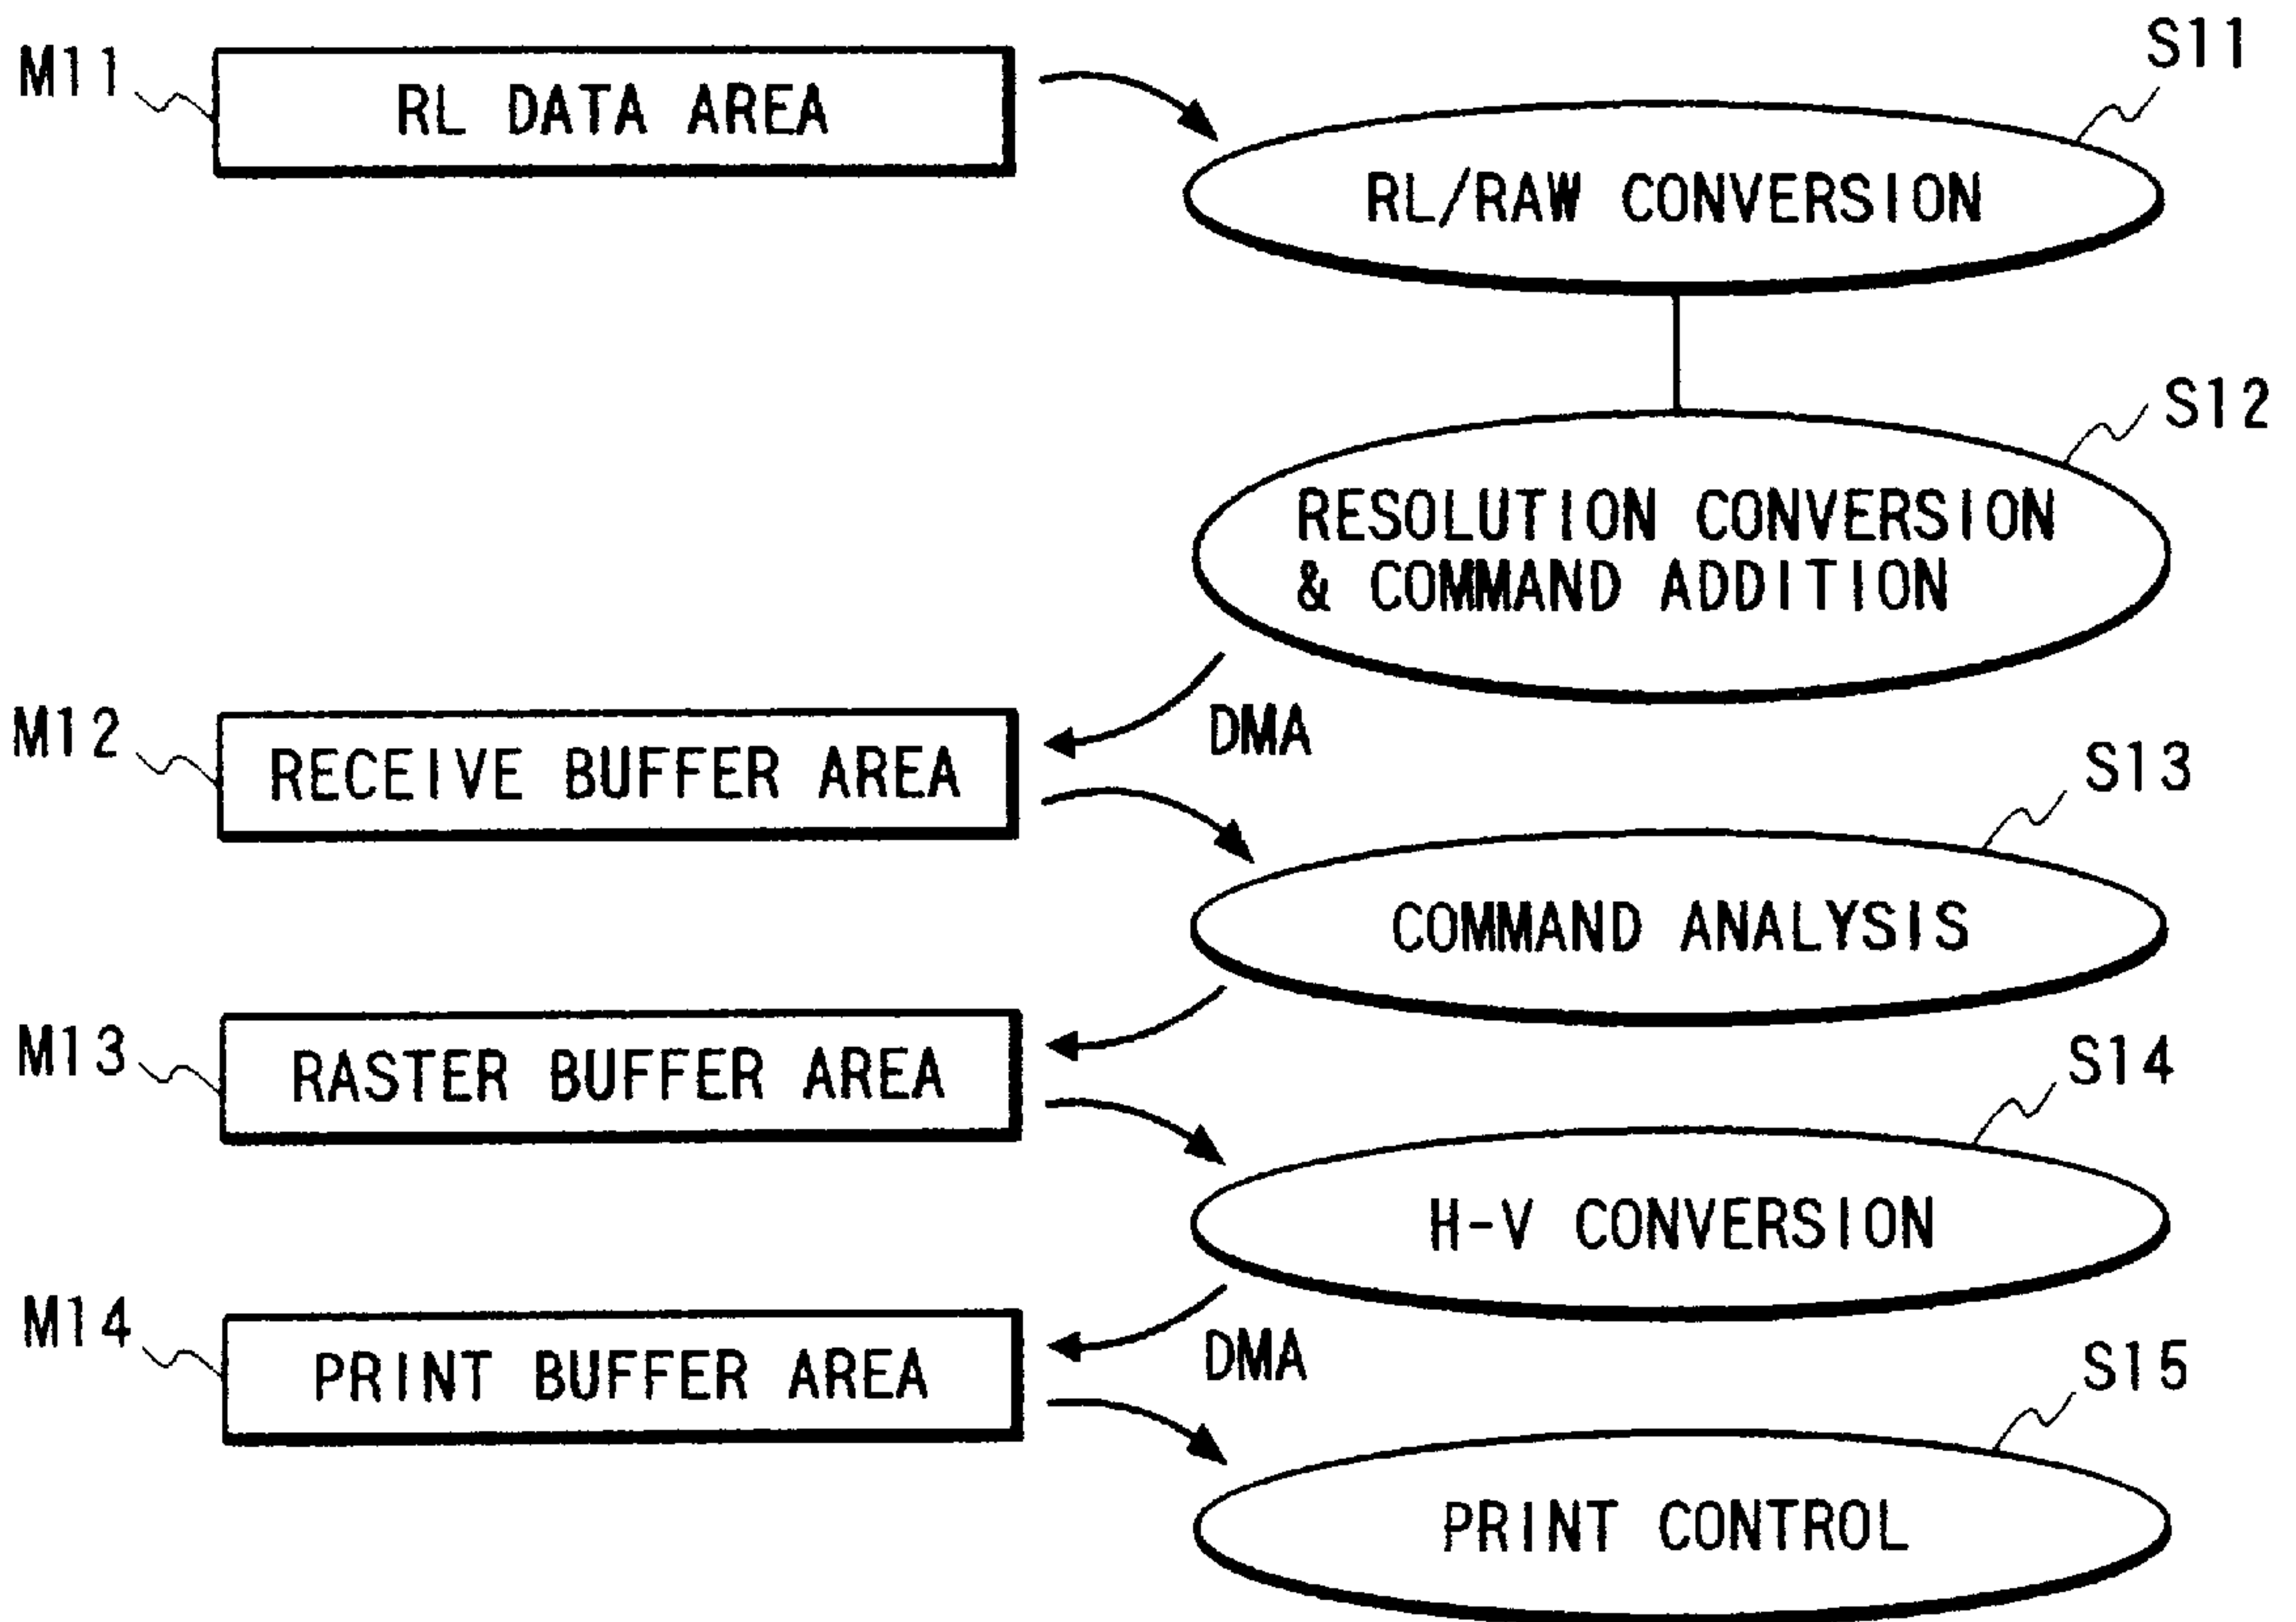 M11
RL DATA AREA
S11
RL/RAW CONVERSION
S12
RESOLUTION CONVERSION
& COMMAND ADDITION
DMA
M12
RECEIVE BUFFER AREA
S13
COMMAND ANALYSIS
M13
RASTER BUFFER AREA
S14
H-V CONVERSION
M14
PRINT BUFFER AREA
DMA
S15
PRINT CONTROL